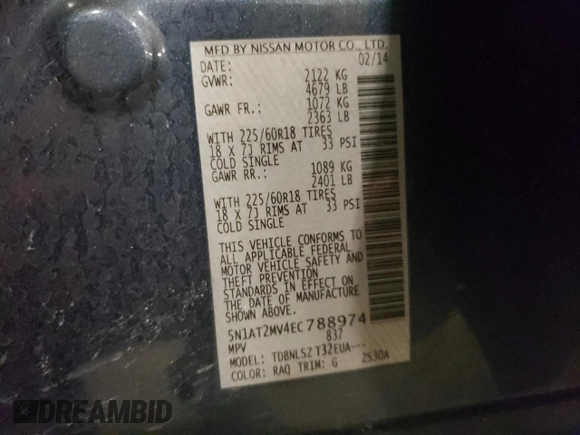 MFD BY NISSAN MOTOR CO., LTD.
DATE: 02/14
GVWR: 2122 KG
4679 LB
GAWR FR.: 1072 KG
2363 LB
WITH 225/60R18 TIRES
18 X 7J RIMS AT 33 PSI
COLD SINGLE
GAWR RR.: 1089 KG
2401 LB
WITH 225/60R18 TIRES
18 X 7J RIMS AT 33 PSI
COLD SINGLE
THIS VEHICLE CONFORMS TO
ALL APPLICABLE FEDERAL
MOTOR VEHICLE SAFETY AND
THEFT PREVENTION
STANDARDS IN EFFECT ON
THE DATE OF MANUFACTURE
SHOWN ABOVE.
5N1AT2MV4EC788974
MPV 837
MODEL: TDBNLSZ T32EUA---
COLOR: RAQ TRIM: G ZS30A
DREAMBID